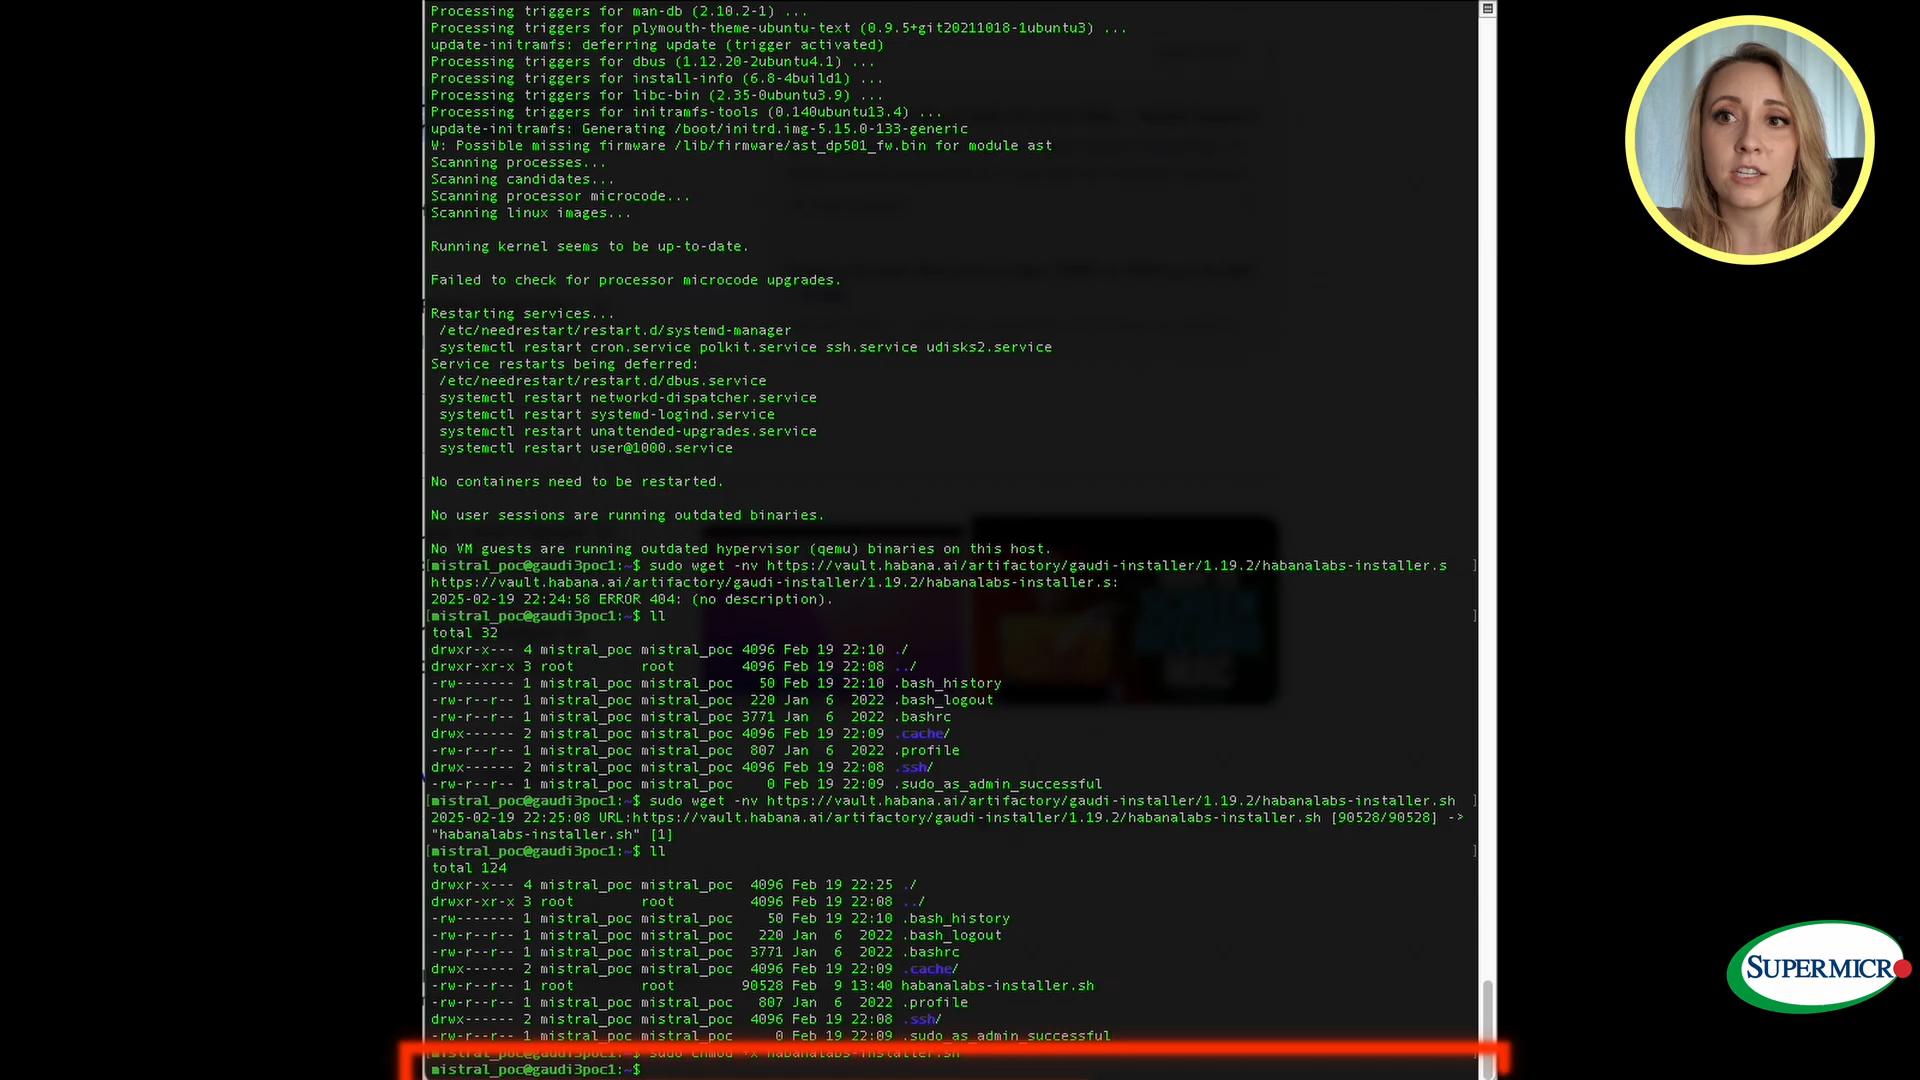 Processing triggers for man-db (2.10.2-1) ...
Processing triggers for plymouth-theme-ubuntu-text (0.9.5+git20211018-1ubuntu3) ...
update-initramfs: deferring update (trigger activated)
Processing triggers for dbus (1.12.20-2ubuntu4.1) ...
Processing triggers for install-info (6.8-4build1) ...
Processing triggers for libc-bin (2.35-0ubuntu3.9) ...
Processing triggers for initramfs-tools (0.140ubuntu13.4) ...
update-initramfs: Generating /boot/initrd.img-5.15.0-133-generic
W: Possible missing firmware /lib/firmware/ast_dp501_fw.bin for module ast
Scanning processes...
Scanning candidates...
Scanning processor microcode...
Scanning linux images...
Running kernel seems to be up-to-date.
Failed to check for processor microcode upgrades.
Restarting services...
 /etc/needrestart/restart.d/systemd-manager
 systemctl restart cron.service polkit.service ssh.service udisks2.service
Service restarts being deferred:
 /etc/needrestart/restart.d/dbus.service
 systemctl restart networkd-dispatcher.service
 systemctl restart systemd-logind.service
 systemctl restart unattended-upgrades.service
 systemctl restart user@1000.service
No containers need to be restarted.
No user sessions are running outdated binaries.
No VM guests are running outdated hypervisor (qemu) binaries on this host.
[mistral_poc@gaudi3poc1:~$ sudo wget -nv https://vault.habana.ai/artifactory/gaudi-installer/1.19.2/habanalabs-installer.s ]
https://vault.habana.ai/artifactory/gaudi-installer/1.19.2/habanalabs-installer.s:
2025-02-19 22:24:58 ERROR 404: (no description).
[mistral_poc@gaudi3poc1:~$ ll ]
total 32
drwxr-x--- 4 mistral_poc mistral_poc 4096 Feb 19 22:10 ./
drwxr-xr-x 3 root        root        4096 Feb 19 22:08 ../
-rw------- 1 mistral_poc mistral_poc   50 Feb 19 22:10 .bash_history
-rw-r--r-- 1 mistral_poc mistral_poc  220 Jan  6  2022 .bash_logout
-rw-r--r-- 1 mistral_poc mistral_poc 3771 Jan  6  2022 .bashrc
drwx------ 2 mistral_poc mistral_poc 4096 Feb 19 22:09 .cache/
-rw-r--r-- 1 mistral_poc mistral_poc  807 Jan  6  2022 .profile
drwx------ 2 mistral_poc mistral_poc 4096 Feb 19 22:08 .ssh/
-rw-r--r-- 1 mistral_poc mistral_poc    0 Feb 19 22:09 .sudo_as_admin_successful
[mistral_poc@gaudi3poc1:~$ sudo wget -nv https://vault.habana.ai/artifactory/gaudi-installer/1.19.2/habanalabs-installer.sh ]
2025-02-19 22:25:08 URL:https://vault.habana.ai/artifactory/gaudi-installer/1.19.2/habanalabs-installer.sh [90528/90528] ->
"habanalabs-installer.sh" [1]
[mistral_poc@gaudi3poc1:~$ ll ]
total 124
drwxr-x--- 4 mistral_poc mistral_poc  4096 Feb 19 22:25 ./
drwxr-xr-x 3 root        root         4096 Feb 19 22:08 ../
-rw------- 1 mistral_poc mistral_poc    50 Feb 19 22:10 .bash_history
-rw-r--r-- 1 mistral_poc mistral_poc   220 Jan  6  2022 .bash_logout
-rw-r--r-- 1 mistral_poc mistral_poc  3771 Jan  6  2022 .bashrc
drwx------ 2 mistral_poc mistral_poc  4096 Feb 19 22:09 .cache/
-rw-r--r-- 1 root        root        90528 Feb  9 13:40 habanalabs-installer.sh
-rw-r--r-- 1 mistral_poc mistral_poc   807 Jan  6  2022 .profile
drwx------ 2 mistral_poc mistral_poc  4096 Feb 19 22:08 .ssh/
-rw-r--r-- 1 mistral_poc mistral_poc     0 Feb 19 22:09 .sudo_as_admin_successful
[mistral_poc@gaudi3poc1:~$ sudo chmod +x habanalabs-installer.sh ]
mistral_poc@gaudi3poc1:~$
SUPERMICR